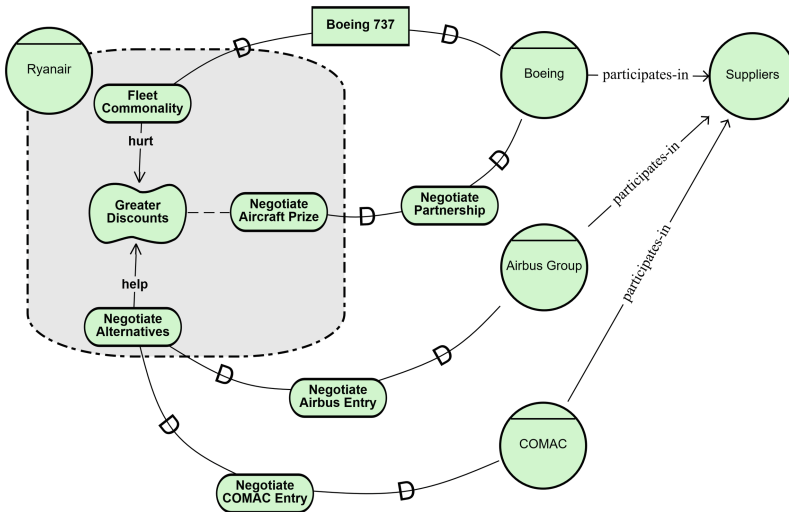 Boeing 737
Ryanair
Boeing
participates-in
Suppliers
Fleet
Commonality
hurt
participates-in
Greater
Discounts
Negotiate
Aircraft Prize
Negotiate
Partnership
Airbus Group
participates-in
help
Negotiate
Alternatives
Negotiate
Airbus Entry
COMAC
Negotiate
COMAC Entry